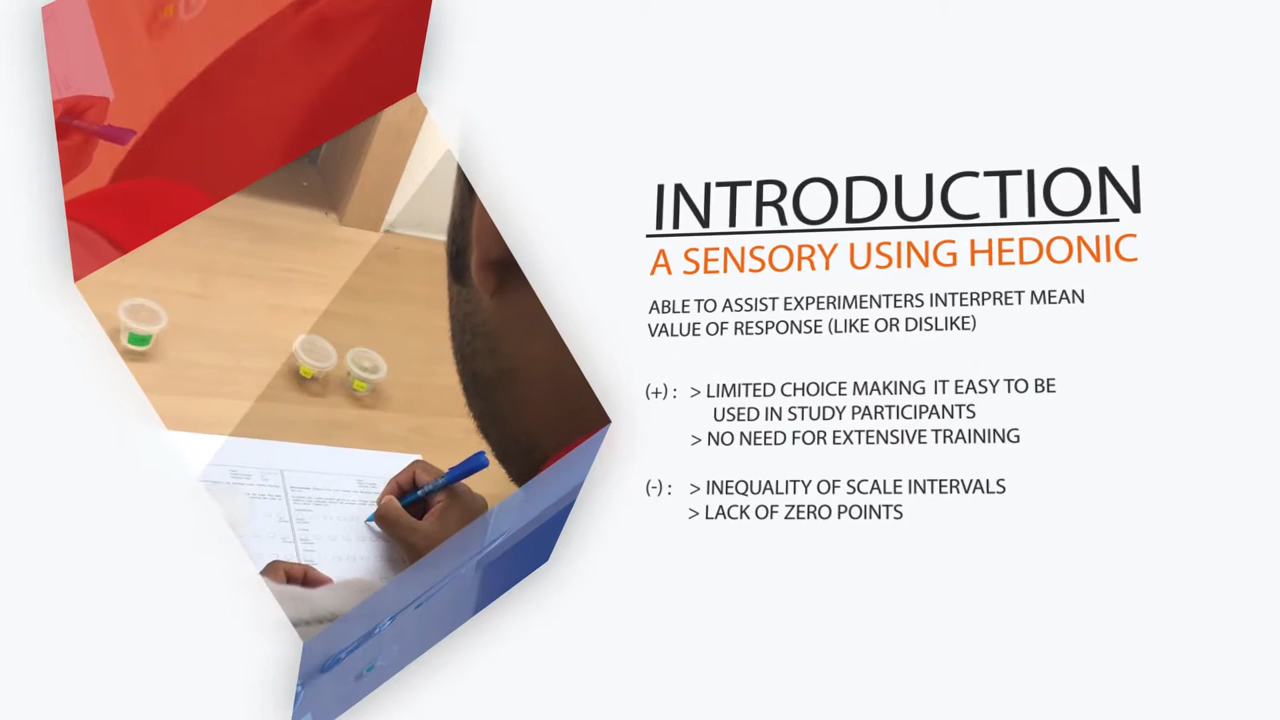 INTRODUCTION
A SENSORY USING HEDONIC
ABLE TO ASSIST EXPERIMENTERS INTERPRET MEAN
VALUE OF RESPONSE (LIKE OR DISLIKE)
(+) : > LIMITED CHOICE MAKING IT EASY TO BE
USED IN STUDY PARTICIPANTS
> NO NEED FOR EXTENSIVE TRAINING
(-) : > INEQUALITY OF SCALE INTERVALS
> LACK OF ZERO POINTS